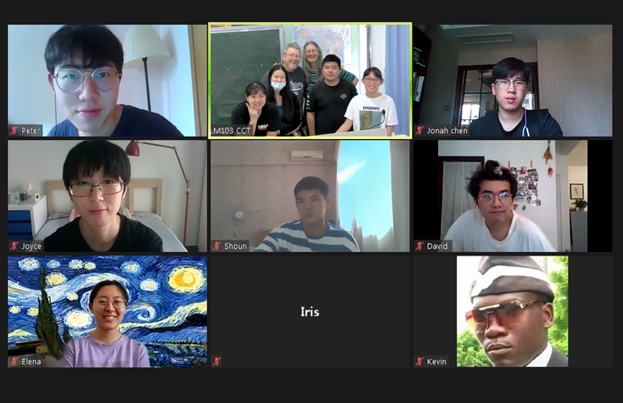 Peter
M103 CCT
Jonah chen
Joyce
Shoun
David
Elena
Iris
Kevin